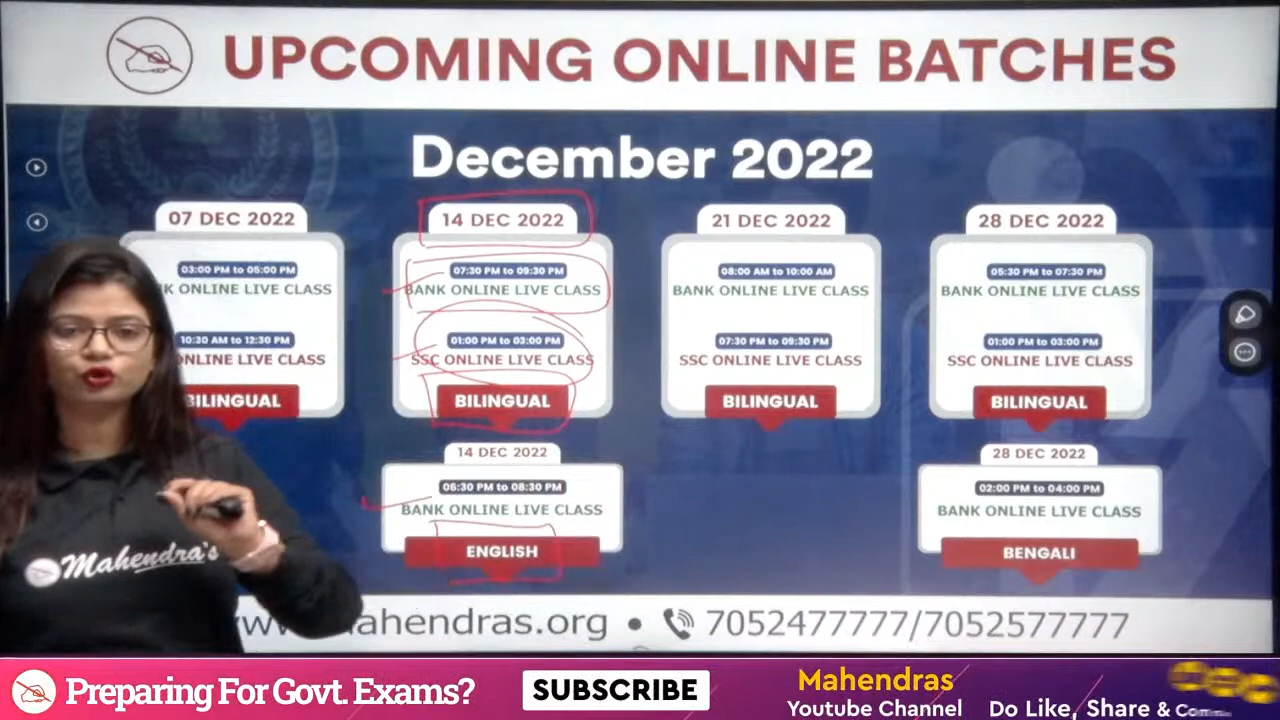 UPCOMING ONLINE BATCHES
December 2022
07 DEC 2022
03:00 PM to 05:00 PM
ONLINE LIVE CLASS
10:30 AM to 12:30 PM
ONLINE LIVE CLASS
BILINGUAL
14 DEC 2022
07:30 PM to 09:30 PM
BANK ONLINE LIVE CLASS
01:00 PM to 03:00 PM
SSC ONLINE LIVE CLASS
BILINGUAL
21 DEC 2022
08:00 AM to 10:00 AM
BANK ONLINE LIVE CLASS
07:30 PM to 09:30 PM
SSC ONLINE LIVE CLASS
BILINGUAL
28 DEC 2022
05:30 PM to 07:30 PM
BANK ONLINE LIVE CLASS
01:00 PM to 03:00 PM
SSC ONLINE LIVE CLASS
BILINGUAL
14 DEC 2022
06:30 PM to 08:30 PM
BANK ONLINE LIVE CLASS
ENGLISH
28 DEC 2022
02:00 PM to 04:00 PM
BANK ONLINE LIVE CLASS
BENGALI
Mahendra's
ahendras.org • 7052477777/7052577777
Preparing For Govt. Exams?
SUBSCRIBE
Mahendras
Youtube Channel
Do Like, Share &